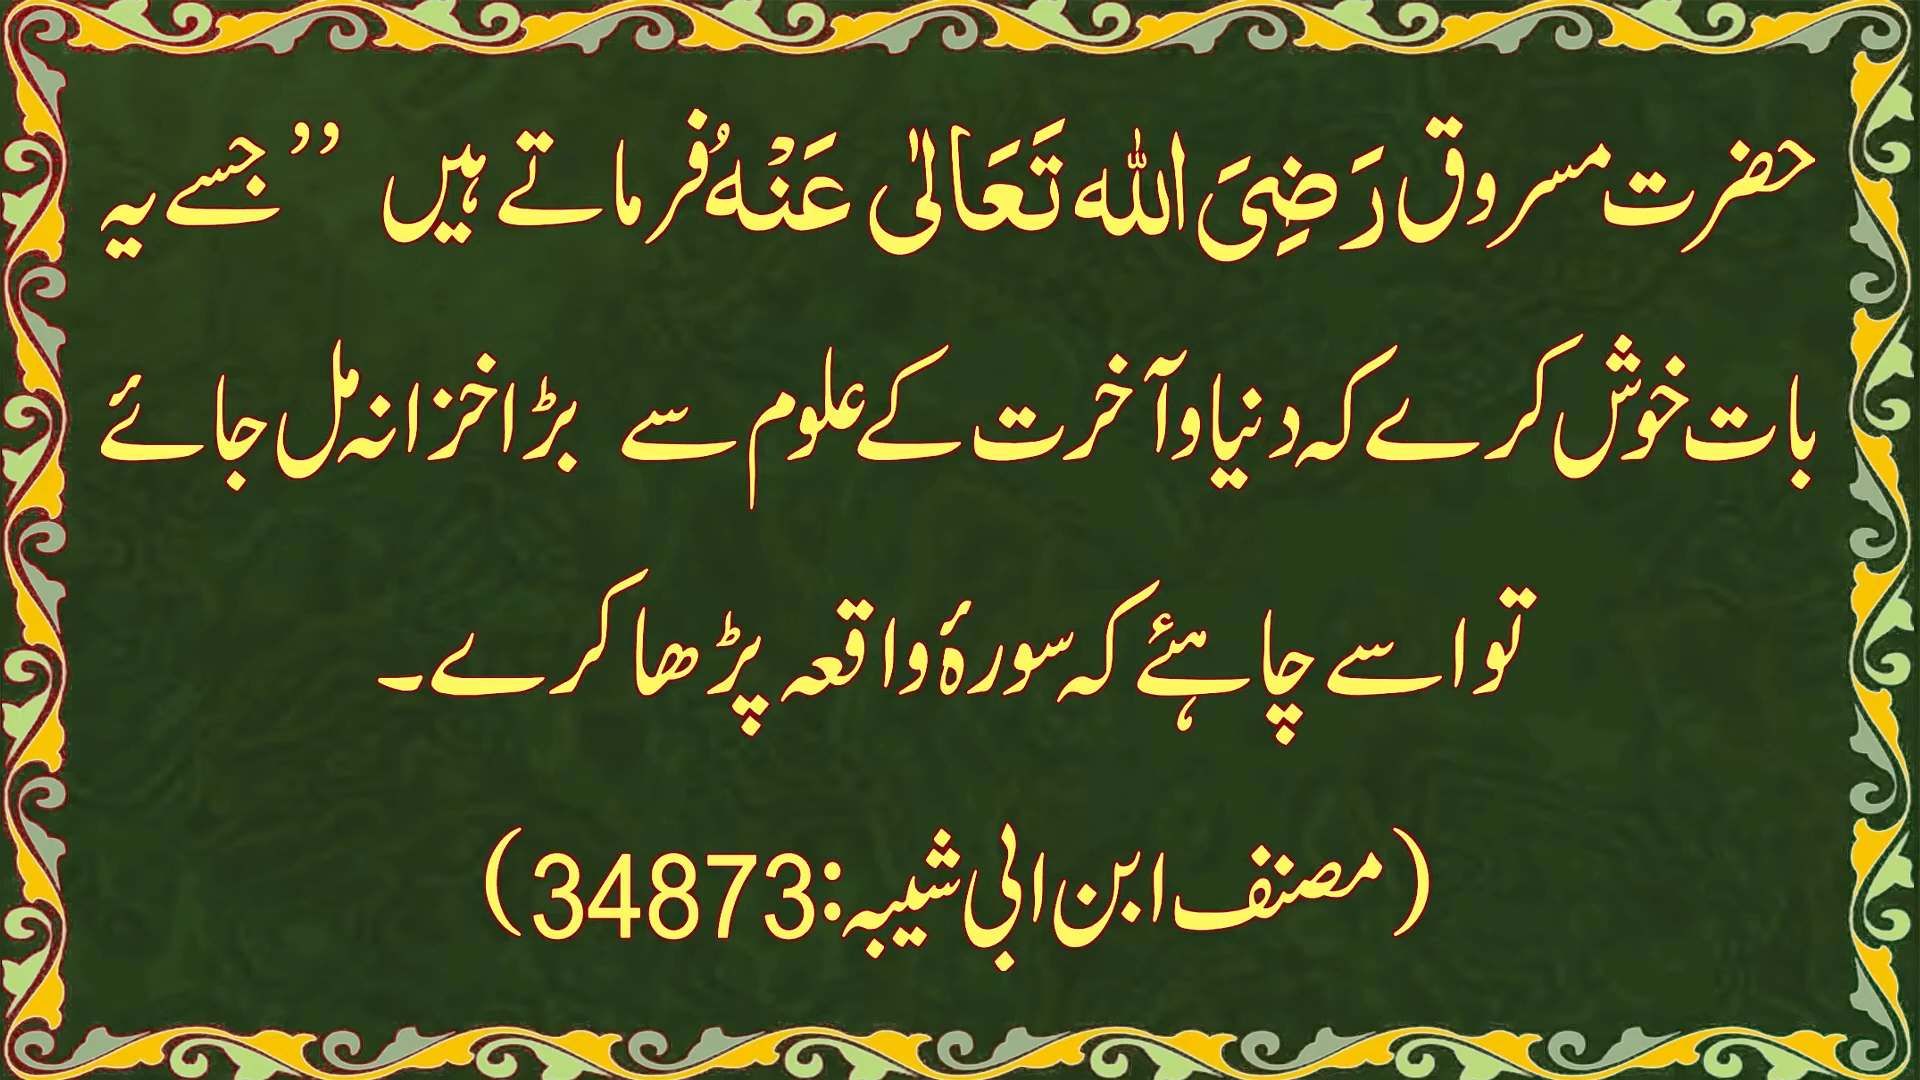 حضرت مسروق رَضِیَ اللہ تَعَالٰی عَنْہُ فرماتے ہیں ’’ جسے یہ
بات خوش کرے کہ دنیا و آخرت کے علوم سے بڑا خزانہ مل جائے
تو اسے چاہئے کہ سورۂ واقعہ پڑھا کرے۔
(مصنف ابن ابی شیبہ:34873)